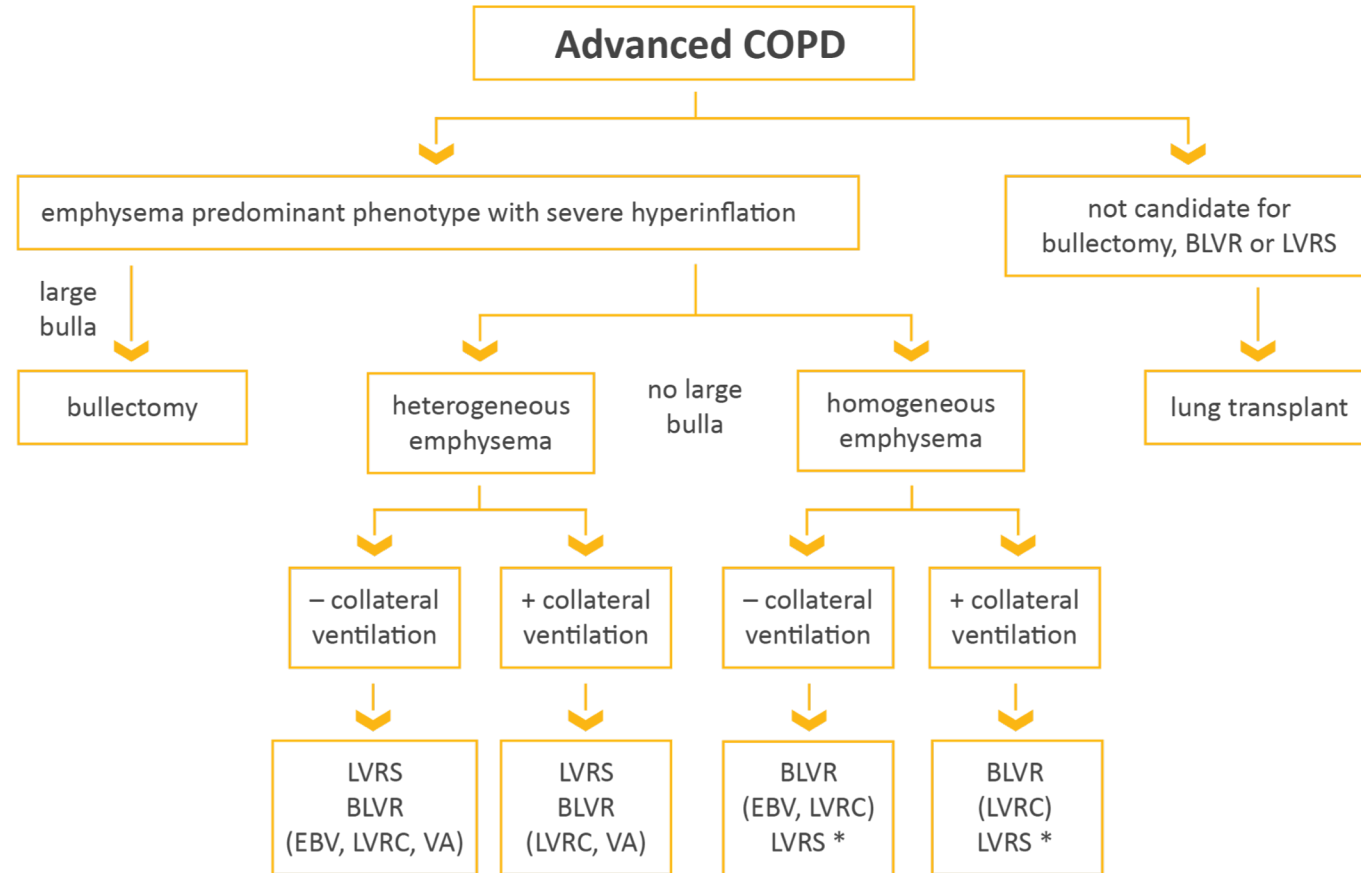 Advanced COPD
emphysema predominant phenotype with severe hyperinflation
not candidate for
bullectomy, BLVR or LVRS
large
bulla
bullectomy
heterogeneous
emphysema
no large
bulla
homogeneous
emphysema
lung transplant
– collateral
ventilation
+ collateral
ventilation
– collateral
ventilation
+ collateral
ventilation
LVRS
BLVR
(EBV, LVRC, VA)
LVRS
BLVR
(LVRC, VA)
BLVR
(EBV, LVRC)
LVRS *
BLVR
(LVRC)
LVRS *